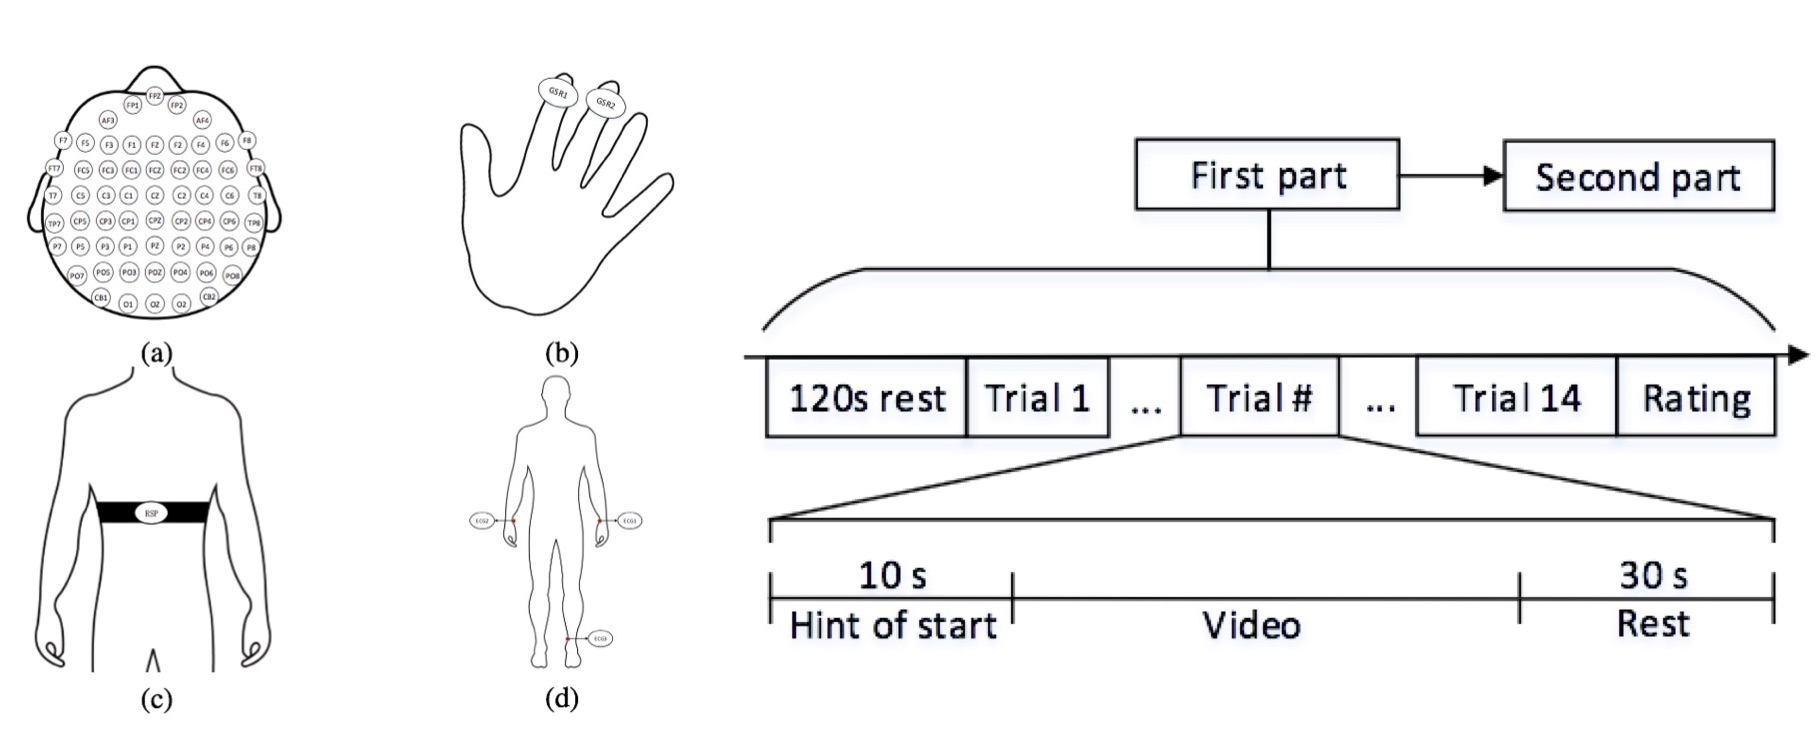 FPZ
FP1 FP2
AF3 AF4
F7 F5 F3 F1 FZ F2 F4 F6 F8
FT7 FC5 FC3 FC1 FCZ FC2 FC4 FC6 FT8
T7 C5 C3 C1 CZ C2 C4 C6 T8
TP7 CP5 CP3 CP1 CPZ CP2 CP4 CP6 TP8
P7 P5 P3 P1 PZ P2 P4 P6 P8
PO7 PO5 PO3 POZ PO4 PO6 PO8
CB1 O1 OZ O2 CB2
(a)
GSR1 GSR2
(b)
RSP
(c)
ECG2 ECG1
ECG3
(d)
First part
Second part
120s rest
Trial 1
...
Trial #
...
Trial 14
Rating
10 s
30 s
Hint of start
Video
Rest